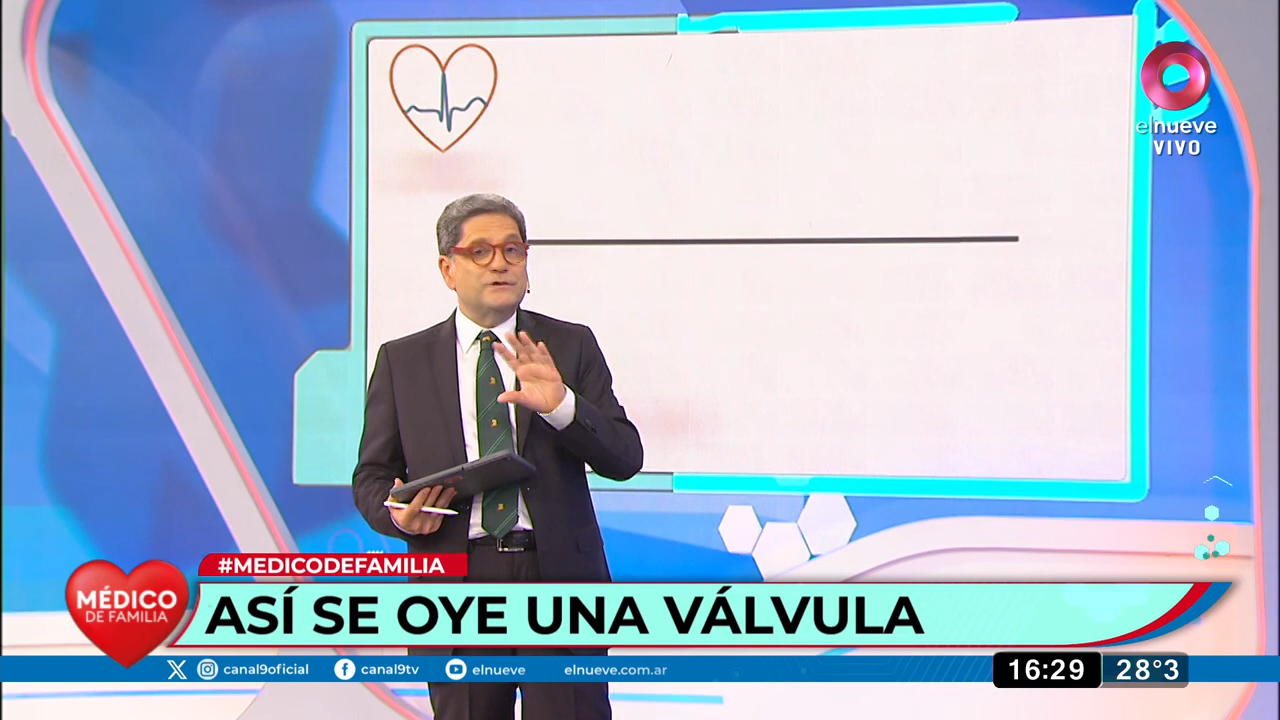 elnueve
VIVO
#MEDICODEFAMILIA
MÉDICO
DE FAMILIA
ASÍ SE OYE UNA VÁLVULA
canal9oficial
canal9tv
elnueve
elnueve.com.ar
16:29
28°3